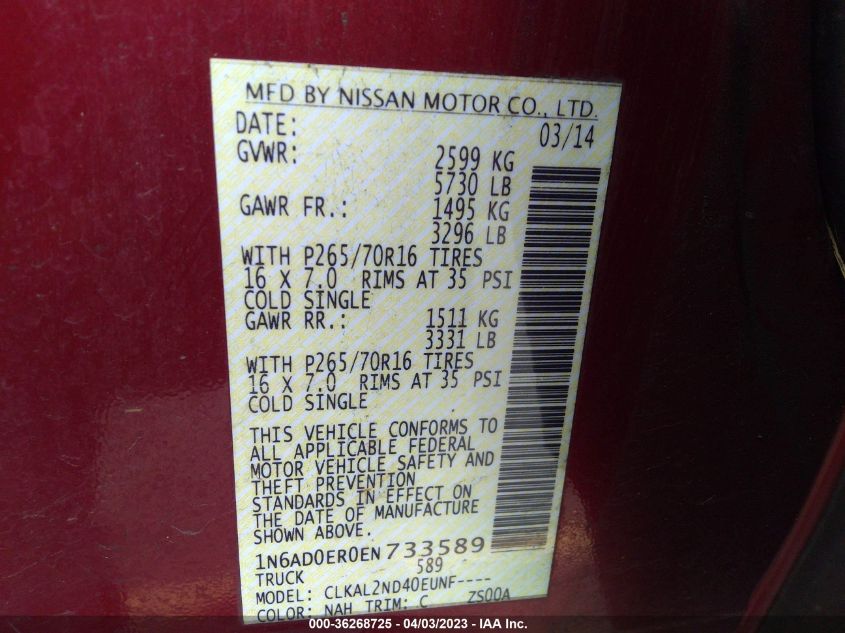 MFD BY NISSAN MOTOR CO., LTD.
DATE: 03/14
GVWR: 2599 KG
5730 LB
GAWR FR.: 1495 KG
3296 LB
WITH P265/70R16 TIRES
16 X 7.0 RIMS AT 35 PSI
COLD SINGLE
GAWR RR.: 1511 KG
3331 LB
WITH P265/70R16 TIRES
16 X 7.0 RIMS AT 35 PSI
COLD SINGLE
THIS VEHICLE CONFORMS TO
ALL APPLICABLE FEDERAL
MOTOR VEHICLE SAFETY AND
THEFT PREVENTION
STANDARDS IN EFFECT ON
THE DATE OF MANUFACTURE
SHOWN ABOVE.
1N6AD0ER0EN733589
TRUCK 589
MODEL: CLKAL2ND40EUNF----
COLOR: NAH TRIM: C ZS00A
000-36268725 - 04/03/2023 - IAA Inc.